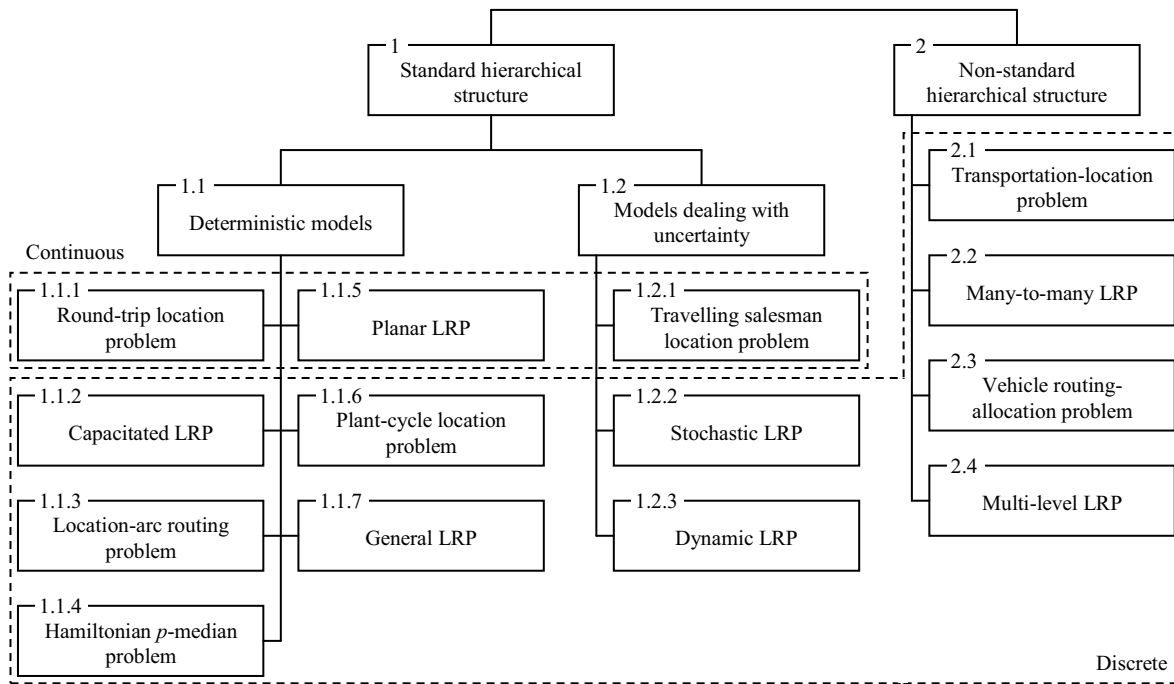 1
Standard hierarchical
structure
2
Non-standard
hierarchical structure
1.1
Deterministic models
1.2
Models dealing with
uncertainty
2.1
Transportation-location
problem
Continuous
1.1.1
Round-trip location
problem
1.1.5
Planar LRP
1.2.1
Travelling salesman
location problem
2.2
Many-to-many LRP
1.1.2
Capacitated LRP
1.1.6
Plant-cycle location
problem
1.2.2
Stochastic LRP
2.3
Vehicle routing-
allocation problem
1.1.3
Location-arc routing
problem
1.1.7
General LRP
1.2.3
Dynamic LRP
2.4
Multi-level LRP
1.1.4
Hamiltonian p-median
problem
Discrete